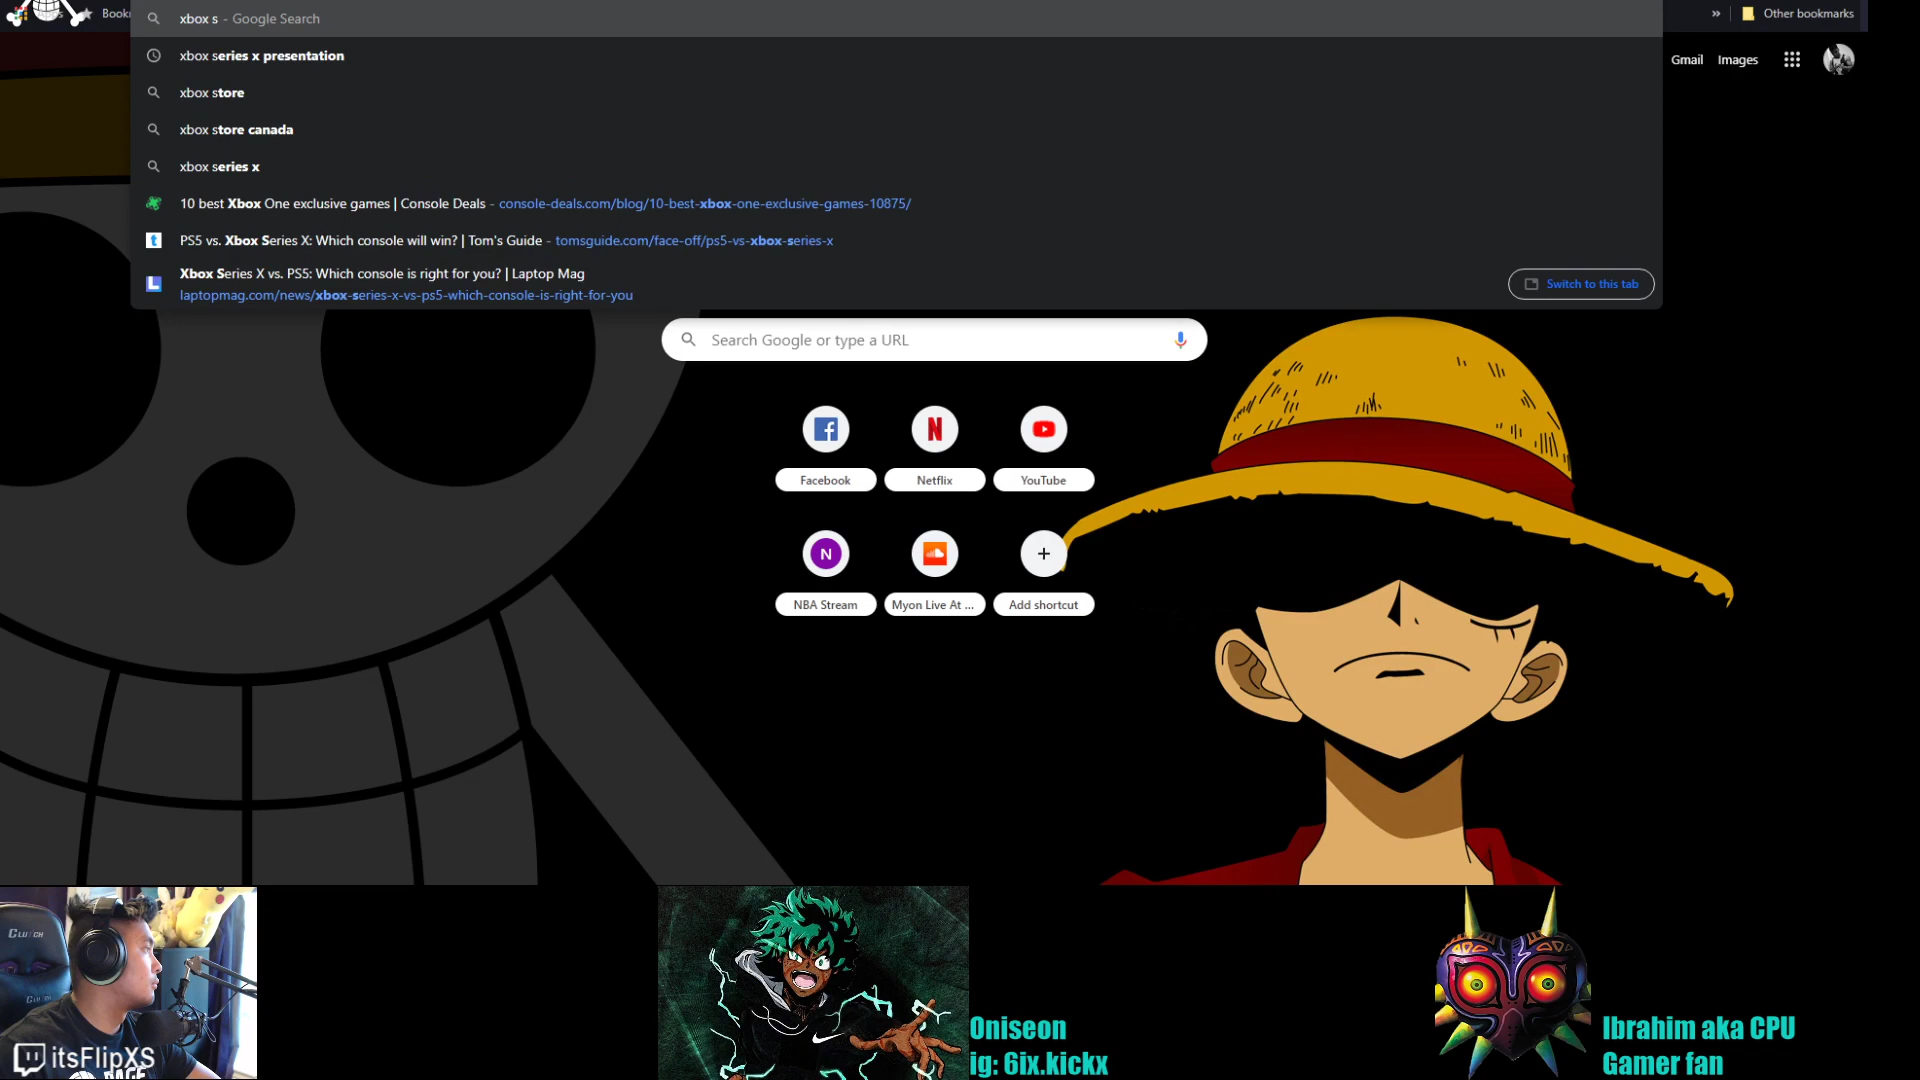 Bookr
» Other bookmarks
xbox s - Google Search
xbox series x presentation
xbox store
xbox store canada
xbox series x
10 best Xbox One exclusive games | Console Deals - console-deals.com/blog/10-best-xbox-one-exclusive-games-10875/
PS5 vs. Xbox Series X: Which console will win? | Tom's Guide - tomsguide.com/face-off/ps5-vs-xbox-series-x
Xbox Series X vs. PS5: Which console is right for you? | Laptop Mag
laptopmag.com/news/xbox-series-x-vs-ps5-which-console-is-right-for-you
Switch to this tab
Gmail Images
Search Google or type a URL
Facebook
Netflix
YouTube
N
NBA Stream
Myon Live At ...
Add shortcut
CLUTCH
itsFlipXS
Oniseon
ig: 6ix.kickx
Ibrahim aka CPU
Gamer fan